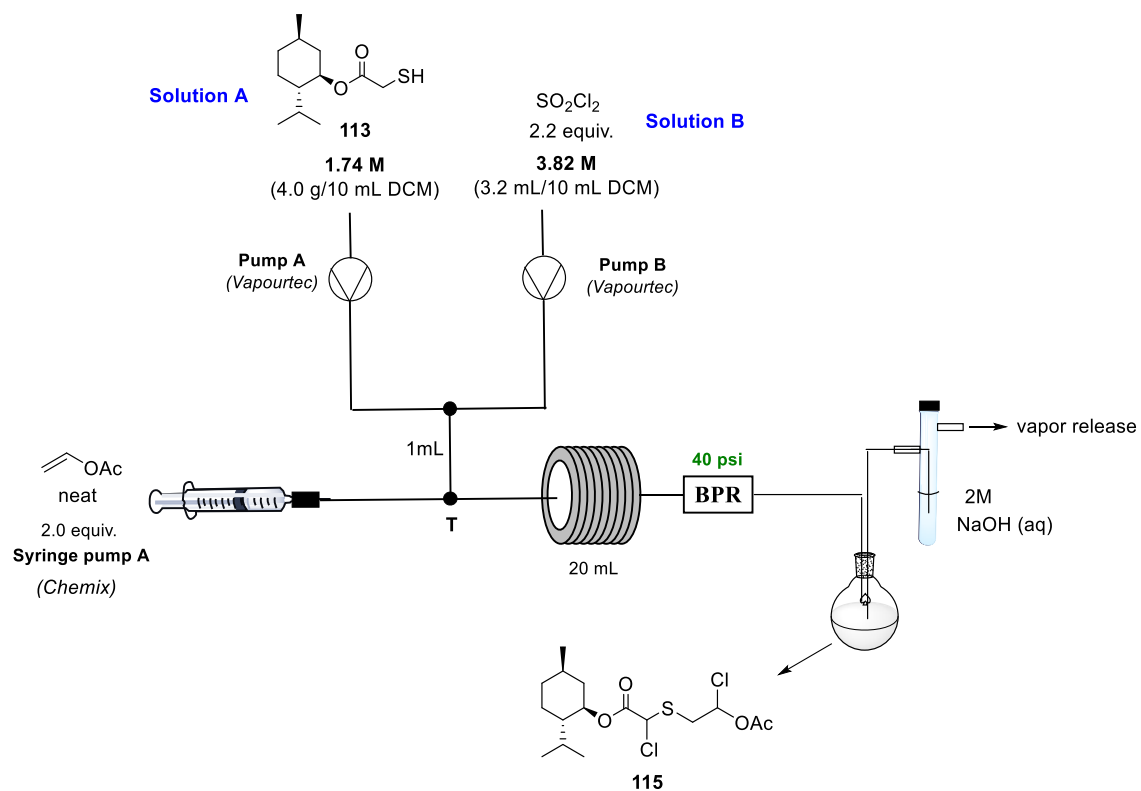 O
SH
O
Solution A
113
1.74 M
(4.0 g/10 mL DCM)
SO2Cl2
2.2 equiv.
Solution B
3.82 M
(3.2 mL/10 mL DCM)
Pump A
(Vapourtec)
Pump B
(Vapourtec)
1mL
OAc
neat
2.0 equiv.
Syringe pump A
(Chemix)
T
20 mL
40 psi
BPR
vapor release
2M
NaOH (aq)
Cl
O
S
O
OAc
Cl
115